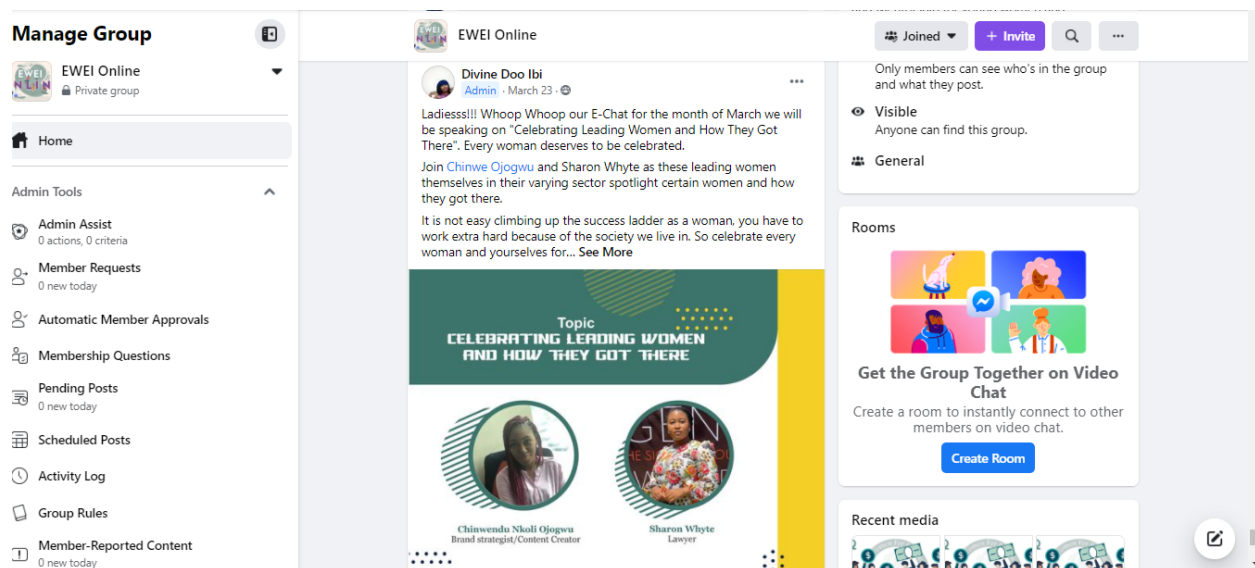 Manage Group
EWEI Online
Private group
Home
Admin Tools
Admin Assist
0 actions, 0 criteria
Member Requests
0 new today
Automatic Member Approvals
Membership Questions
Pending Posts
0 new today
Scheduled Posts
Activity Log
Group Rules
Member-Reported Content
0 new today
EWEI Online
Joined
+ Invite
Divine Doo Ibi
Admin · March 23 ·
Ladiesss!!! Whoop Whoop our E-Chat for the month of March we will
be speaking on "Celebrating Leading Women and How They Got
There". Every woman deserves to be celebrated.
Join Chinwe Ojogwu and Sharon Whyte as these leading women
themselves in their varying sector spotlight certain women and how
they got there.
It is not easy climbing up the success ladder as a woman, you have to
work extra hard because of the society we live in. So celebrate every
woman and yourselves for... See More
Topic
CELEBRATING LEADING WOMEN
AND HOW THEY GOT THERE
Chinwendu Nkoli Ojogwu
Brand strategist/Content Creator
Sharon Whyte
Lawyer
Only members can see who's in the group
and what they post.
Visible
Anyone can find this group.
General
Rooms
Get the Group Together on Video
Chat
Create a room to instantly connect to other
members on video chat.
Create Room
Recent media